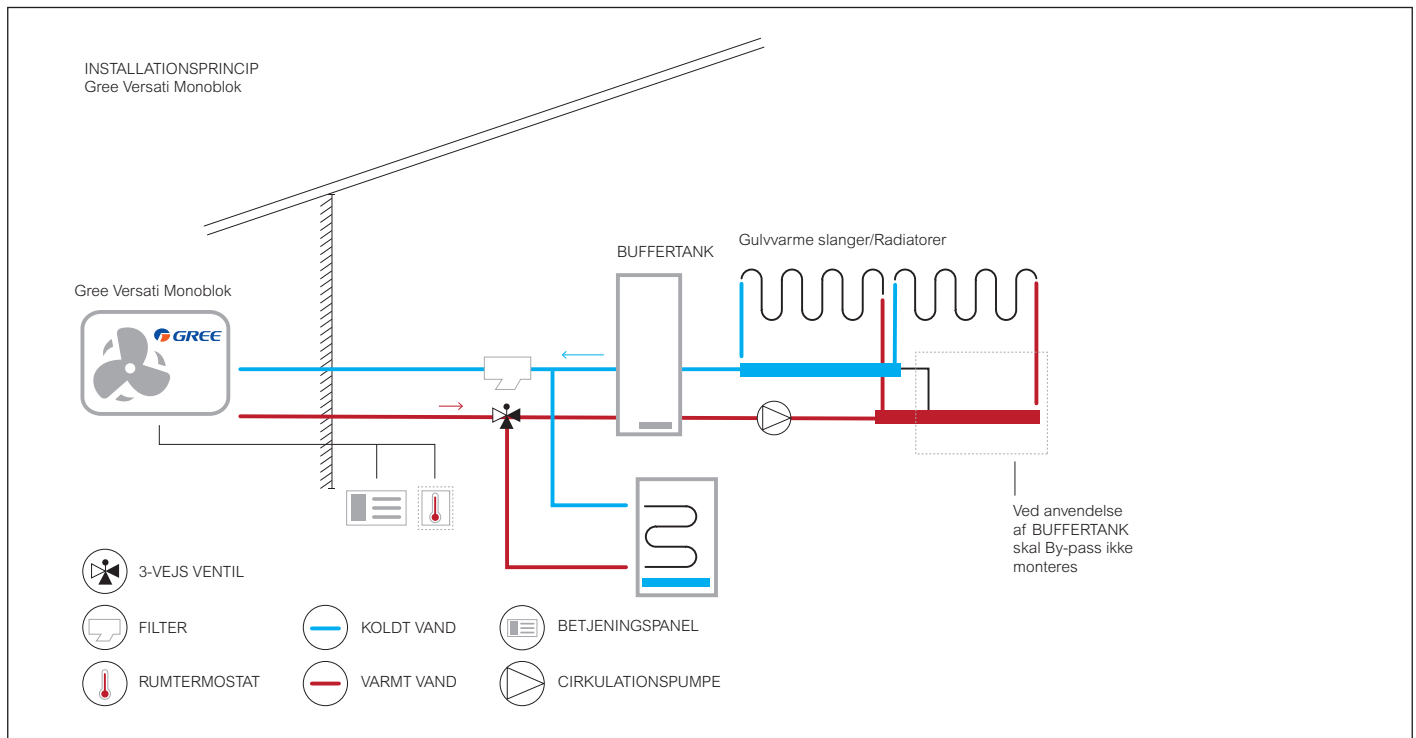 INSTALLATIONSPRINCIP
Gree Versati Monoblok
BUFFERTANK
Gulvvarme slanger/Radiatorer
Gree Versati Monoblok
GREE
Ved anvendelse
af BUFFERTANK
skal By-pass ikke
monteres
3-VEJS VENTIL
FILTER
KOLDT VAND
BETJENINGSPANEL
RUMTERMOSTAT
VARMT VAND
CIRKULATIONSPUMPE